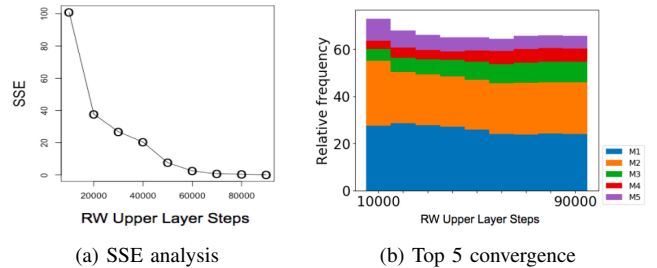 SSE
100
80
60
40
20
0
20000 40000 60000 80000
RW Upper Layer Steps
(a) SSE analysis
Relative frequency
60
40
20
0
10000 90000
RW Upper Layer Steps
M1
M2
M3
M4
M5
(b) Top 5 convergence